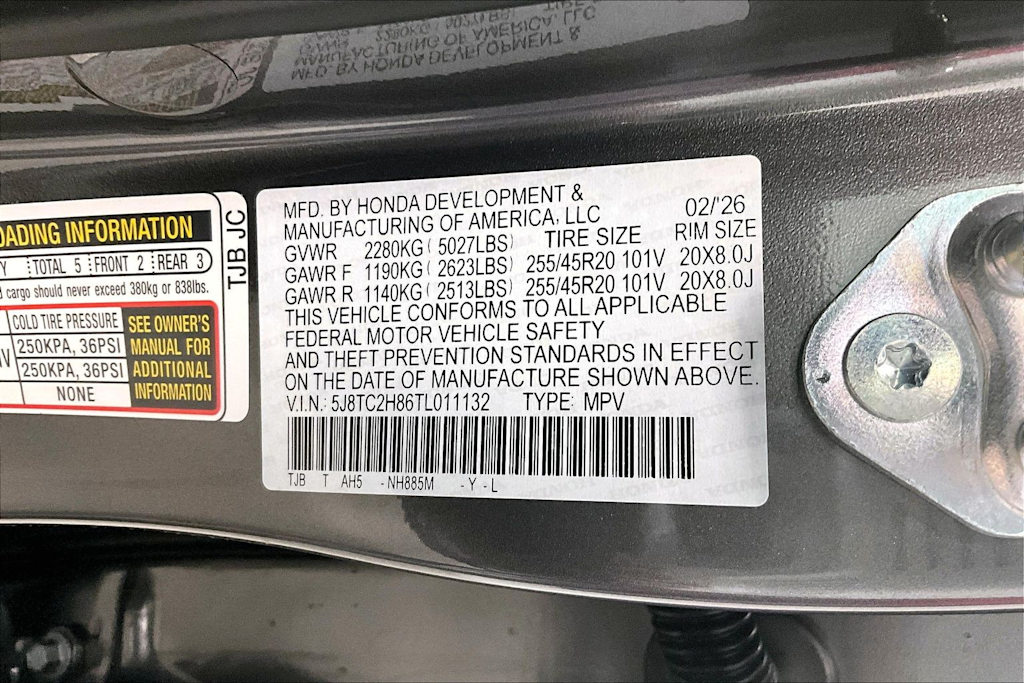 LOADING INFORMATION
TOTAL 5 FRONT 2 REAR 3
cargo should never exceed 380kg or 838lbs.
COLD TIRE PRESSURE
250KPA, 36PSI
250KPA, 36PSI
NONE
SEE OWNER'S
MANUAL FOR
ADDITIONAL
INFORMATION
TJB JC
MFD. BY HONDA DEVELOPMENT &
MANUFACTURING OF AMERICA, LLC 02/'26
GVWR 2280KG ( 5027LBS) TIRE SIZE RIM SIZE
GAWR F 1190KG ( 2623LBS) 255/45R20 101V 20X8.0J
GAWR R 1140KG ( 2513LBS) 255/45R20 101V 20X8.0J
THIS VEHICLE CONFORMS TO ALL APPLICABLE
FEDERAL MOTOR VEHICLE SAFETY
AND THEFT PREVENTION STANDARDS IN EFFECT
ON THE DATE OF MANUFACTURE SHOWN ABOVE.
V.I.N.: 5J8TC2H86TL011132 TYPE: MPV
TJB T AH5 -NH885M -Y -L